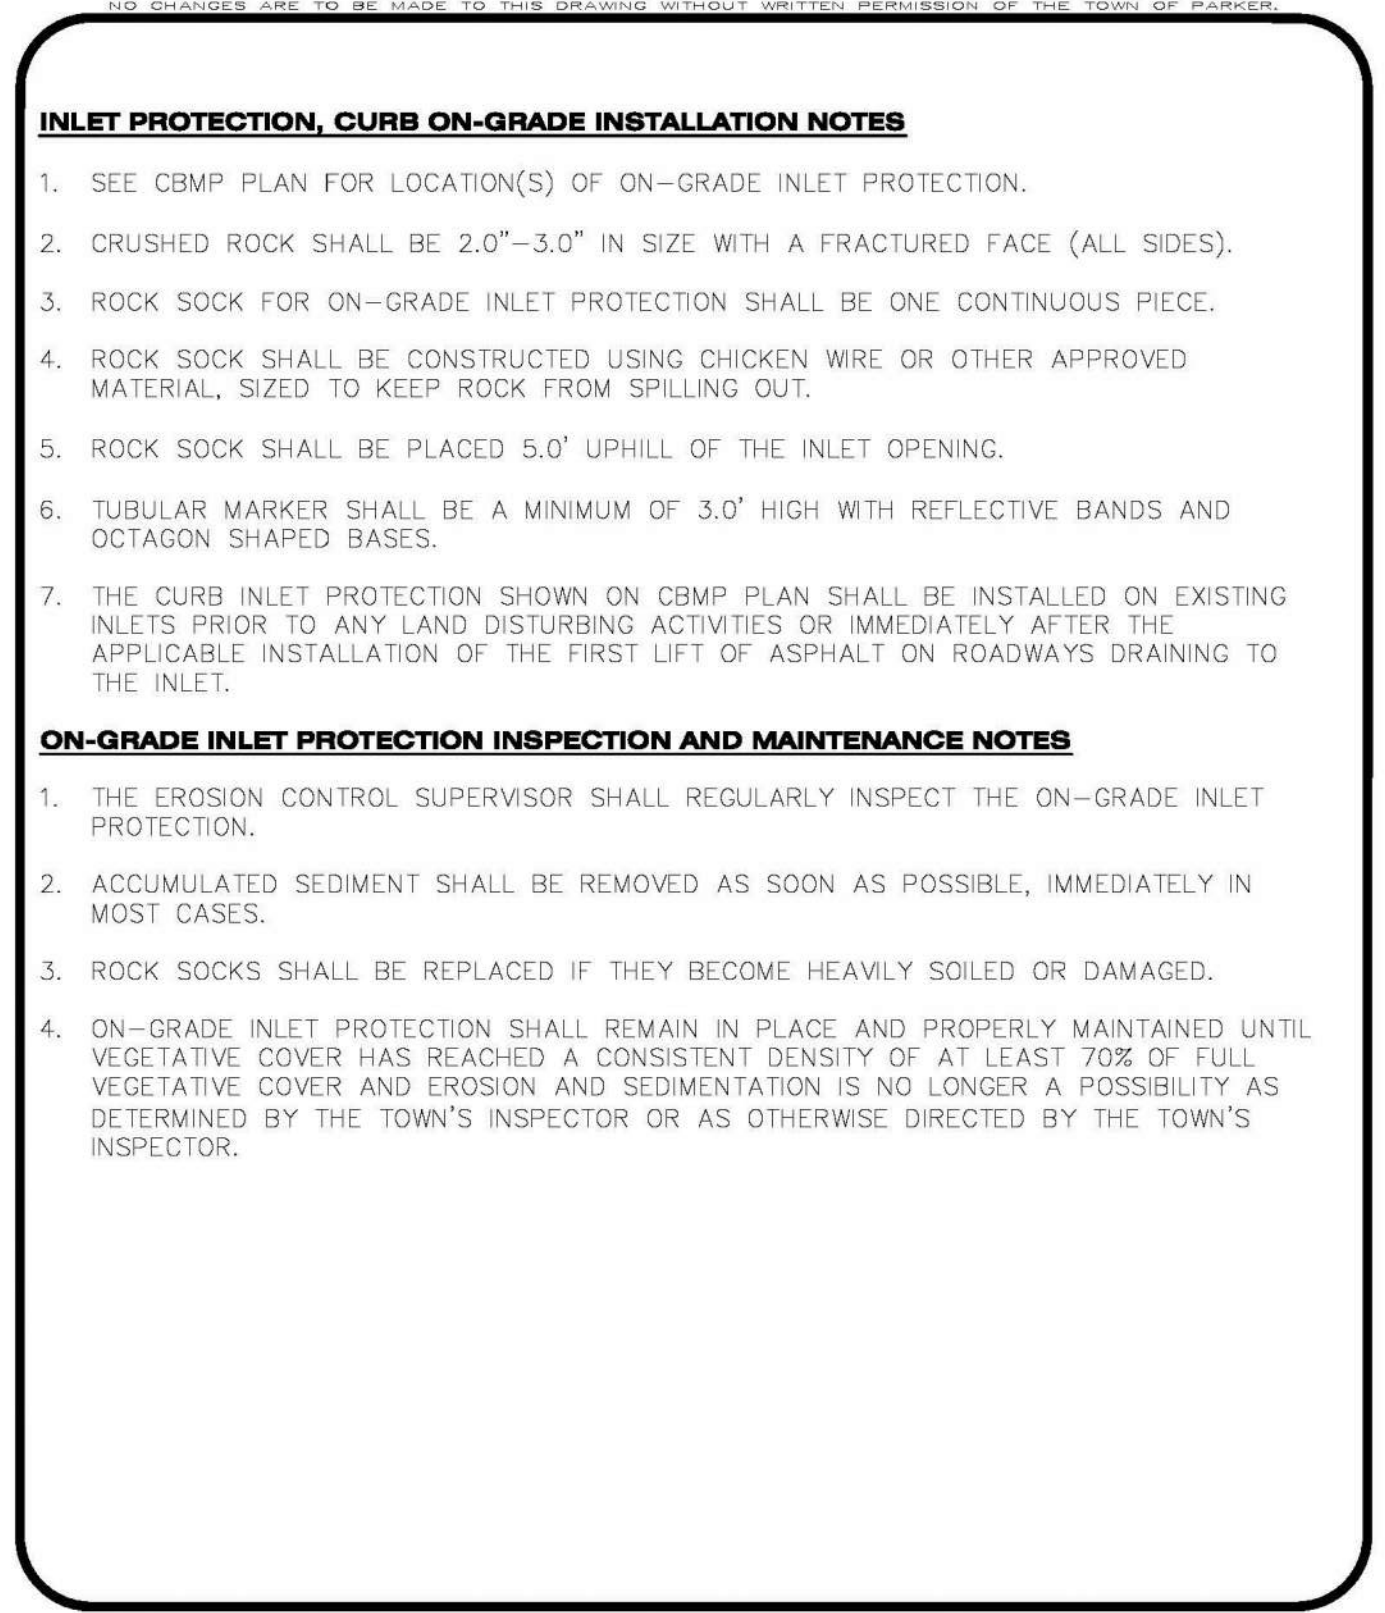 NO CHANGES ARE TO BE MADE TO THIS DRAWING WITHOUT WRITTEN PERMISSION OF THE TOWN OF PARKER.
INLET PROTECTION, CURB ON-GRADE INSTALLATION NOTES
1. SEE CBMP PLAN FOR LOCATION(S) OF ON-GRADE INLET PROTECTION.
2. CRUSHED ROCK SHALL BE 2.0"-3.0" IN SIZE WITH A FRACTURED FACE (ALL SIDES).
3. ROCK SOCK FOR ON-GRADE INLET PROTECTION SHALL BE ONE CONTINUOUS PIECE.
4. ROCK SOCK SHALL BE CONSTRUCTED USING CHICKEN WIRE OR OTHER APPROVED
MATERIAL, SIZED TO KEEP ROCK FROM SPILLING OUT.
5. ROCK SOCK SHALL BE PLACED 5.0' UPHILL OF THE INLET OPENING.
6. TUBULAR MARKER SHALL BE A MINIMUM OF 3.0' HIGH WITH REFLECTIVE BANDS AND
OCTAGON SHAPED BASES.
7. THE CURB INLET PROTECTION SHOWN ON CBMP PLAN SHALL BE INSTALLED ON EXISTING
INLETS PRIOR TO ANY LAND DISTURBING ACTIVITIES OR IMMEDIATELY AFTER THE
APPLICABLE INSTALLATION OF THE FIRST LIFT OF ASPHALT ON ROADWAYS DRAINING TO
THE INLET.
ON-GRADE INLET PROTECTION INSPECTION AND MAINTENANCE NOTES
1. THE EROSION CONTROL SUPERVISOR SHALL REGULARLY INSPECT THE ON-GRADE INLET
PROTECTION.
2. ACCUMULATED SEDIMENT SHALL BE REMOVED AS SOON AS POSSIBLE, IMMEDIATELY IN
MOST CASES.
3. ROCK SOCKS SHALL BE REPLACED IF THEY BECOME HEAVILY SOILED OR DAMAGED.
4. ON-GRADE INLET PROTECTION SHALL REMAIN IN PLACE AND PROPERLY MAINTAINED UNTIL
VEGETATIVE COVER HAS REACHED A CONSISTENT DENSITY OF AT LEAST 70% OF FULL
VEGETATIVE COVER AND EROSION AND SEDIMENTATION IS NO LONGER A POSSIBILITY AS
DETERMINED BY THE TOWN'S INSPECTOR OR AS OTHERWISE DIRECTED BY THE TOWN'S
INSPECTOR.